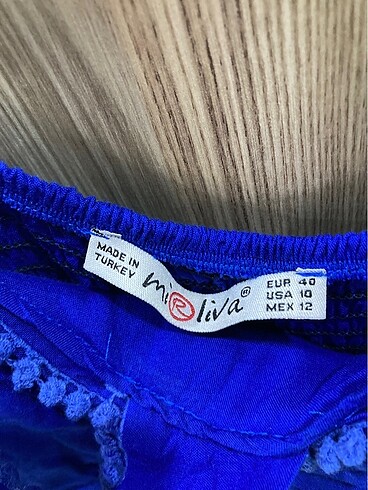 MADE IN
TURKEY
miRliva®
EUR 40
USA 10
MEX 12